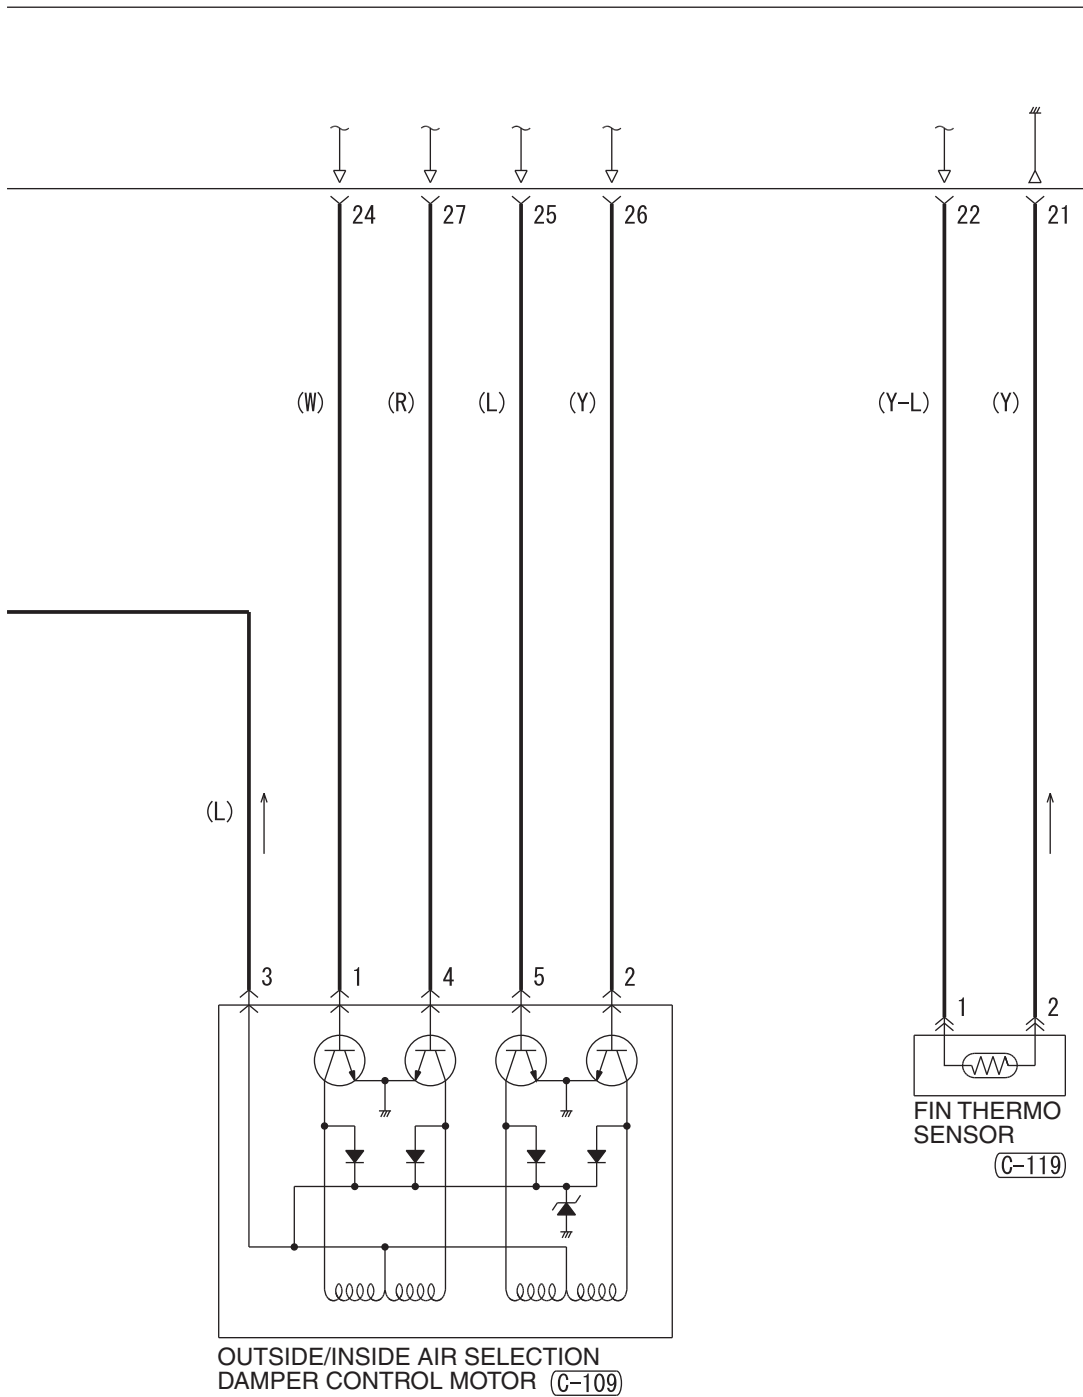 24 27 25 26 22 21
(W) (R) (L) (Y) (Y-L) (Y)
(L)
3 1 4 5 2 1 2
FIN THERMO
SENSOR
C-119
OUTSIDE/INSIDE AIR SELECTION
DAMPER CONTROL MOTOR C-109